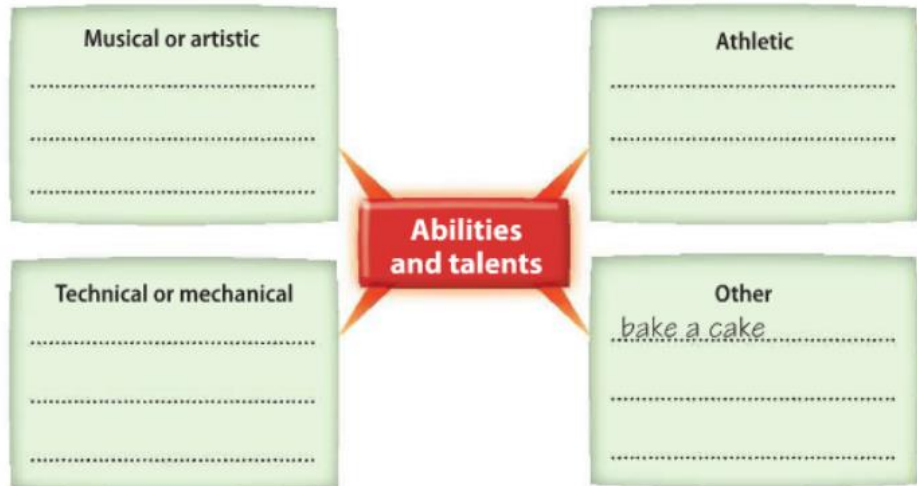 Musical or artistic
Athletic
Abilities
and talents
Technical or mechanical
Other
bake a cake